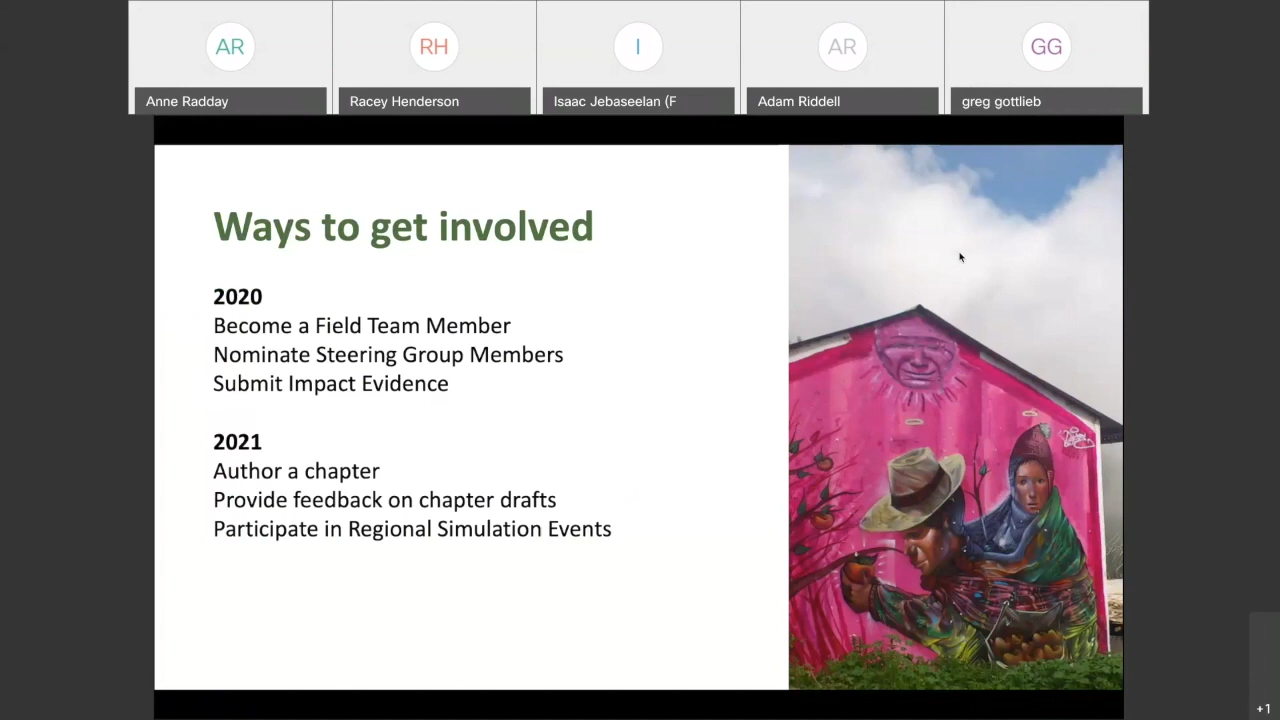 AR
RH
I
AR
GG
Anne Radday
Racey Henderson
Isaac Jebaseelan (F
Adam Riddell
greg gottlieb
Ways to get involved
2020
Become a Field Team Member
Nominate Steering Group Members
Submit Impact Evidence
2021
Author a chapter
Provide feedback on chapter drafts
Participate in Regional Simulation Events
+1